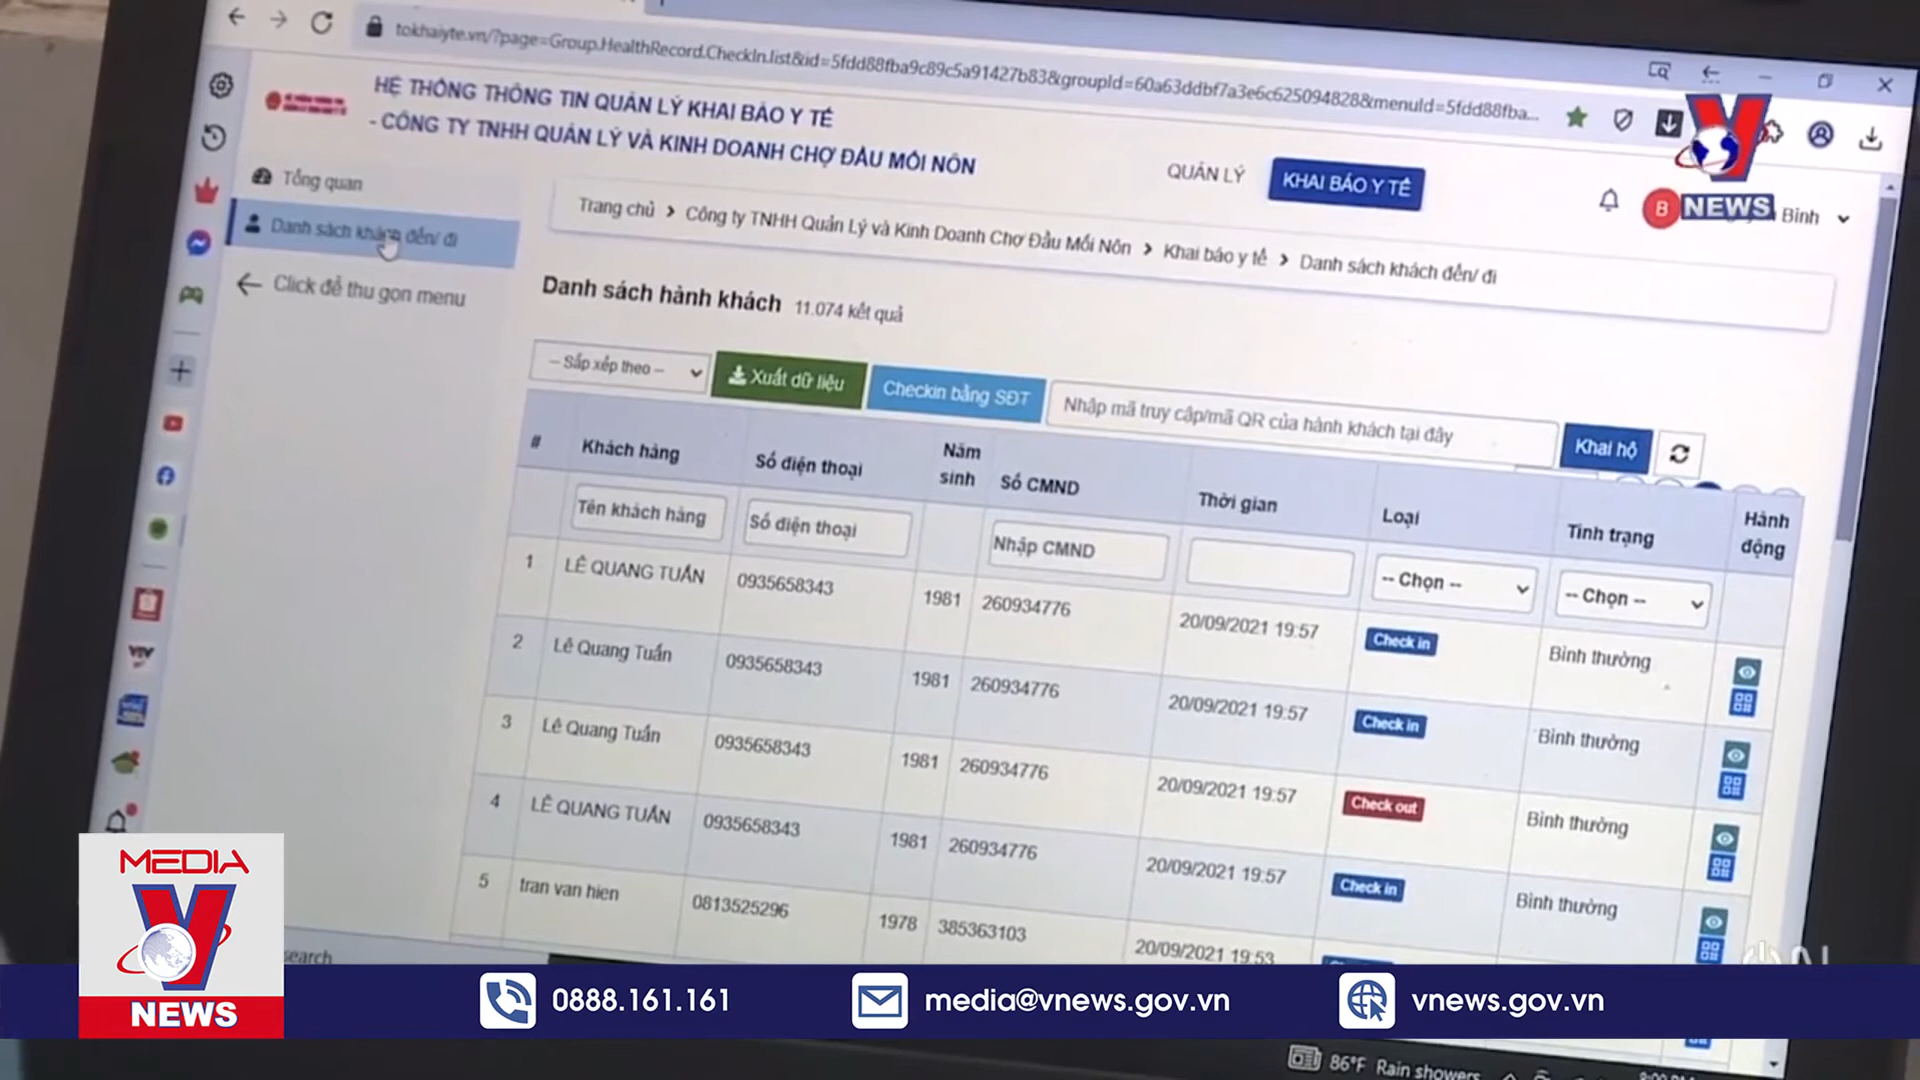 tokhaiyte.vn/?page=Group.HealthRecord.CheckIn.list&id=5fdd88fba9c89c5a91427b83&groupId=60a63ddbf7a3e6c625094828&menuId=5fdd88fba...
HỆ THỐNG THÔNG TIN QUẢN LÝ KHAI BÁO Y TẾ
- CÔNG TY TNHH QUẢN LÝ VÀ KINH DOANH CHỢ ĐẦU MỐI NÔN
QUẢN LÝ
KHAI BÁO Y TẾ
B
Bình
NEWS
Tổng quan
Danh sách khách đến/ đi
Click để thu gọn menu
Trang chủ > Công ty TNHH Quản Lý và Kinh Doanh Chợ Đầu Mối Nôn > Khai báo y tế > Danh sách khách đến/ đi
Danh sách hành khách 11.074 kết quả
-- Sắp xếp theo --
Xuất dữ liệu
Checkin bằng SĐT
Nhập mã truy cập/mã QR của hành khách tại đây
Khai hộ
# Khách hàng Số điện thoại Năm sinh Số CMND Thời gian Loại Tình trạng Hành động
Tên khách hàng Số điện thoại Nhập CMND -- Chọn -- -- Chọn --
1 LÊ QUANG TUẤN 0935658343 1981 260934776 20/09/2021 19:57 Check in Bình thường
2 Lê Quang Tuấn 0935658343 1981 260934776 20/09/2021 19:57 Check in Bình thường
3 Lê Quang Tuấn 0935658343 1981 260934776 20/09/2021 19:57 Check out Bình thường
4 LÊ QUANG TUẤN 0935658343 1981 260934776 20/09/2021 19:57 Check in Bình thường
5 tran van hien 0813525296 1978 385363103 20/09/2021 19:53
VTV
MEDIA
NEWS
0888.161.161
media@vnews.gov.vn
vnews.gov.vn
86°F Rain showers